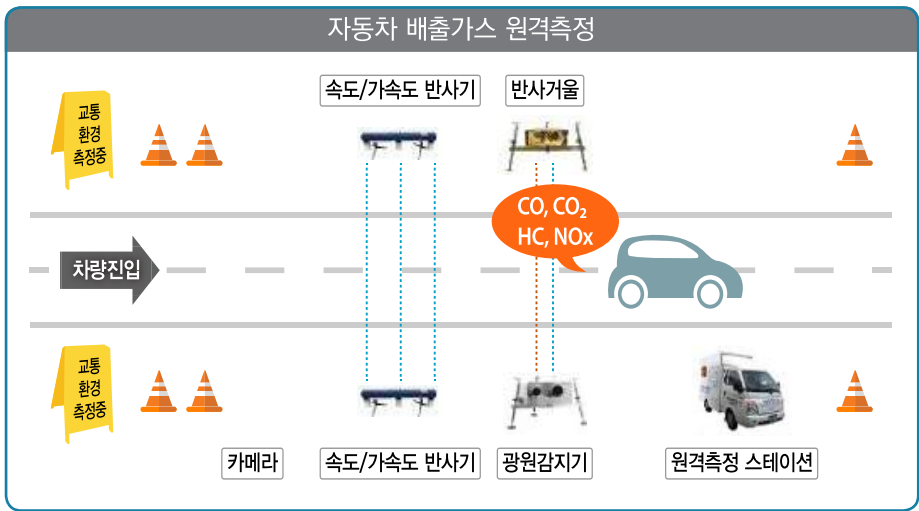 자동차 배출가스 원격측정
속도/가속도 반사기
반사거울
교통
환경
측정중
CO, CO₂
HC, NOx
차량진입
교통
환경
측정중
카메라
속도/가속도 반사기
광원감지기
원격측정 스테이션